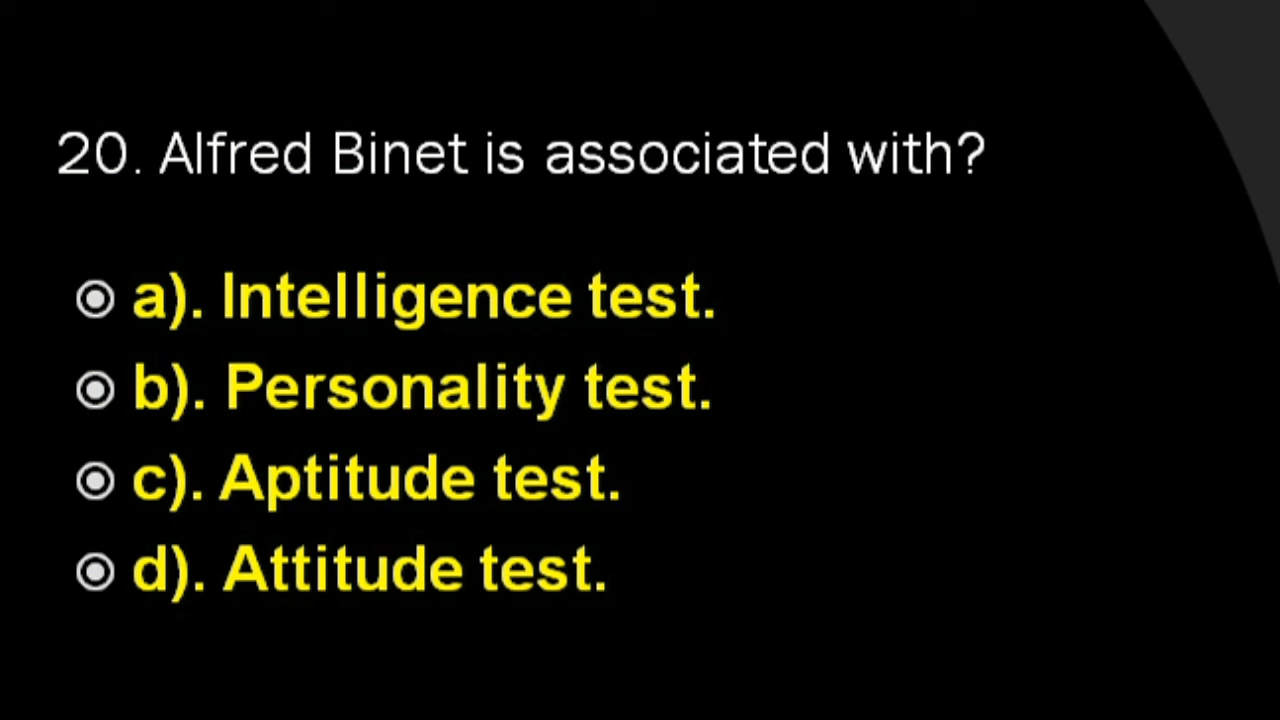 20. Alfred Binet is associated with?
a). Intelligence test.
b). Personality test.
c). Aptitude test.
d). Attitude test.